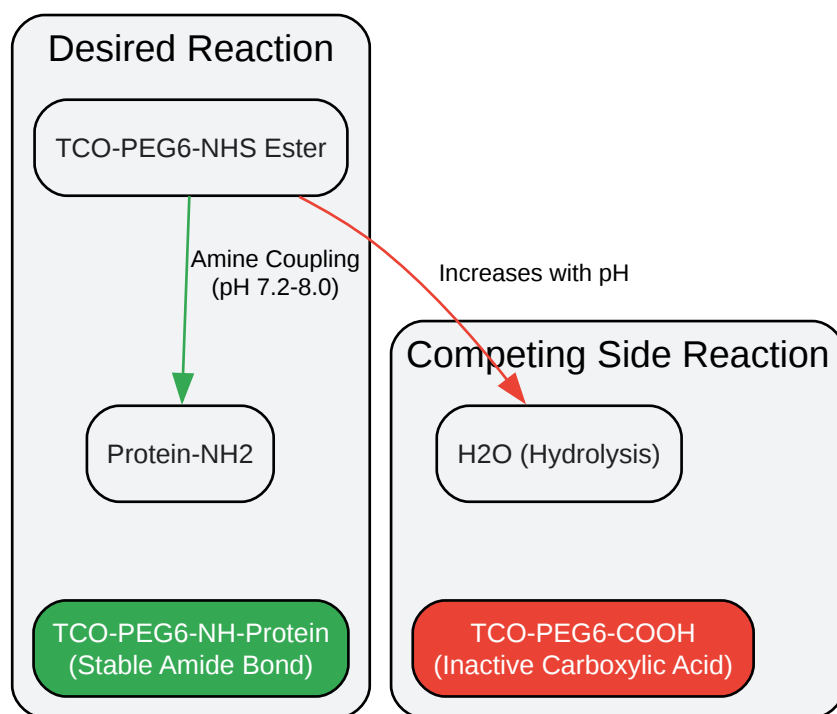 Desired Reaction
TCO-PEG6-NHS Ester
Amine Coupling
(pH 7.2-8.0)
Increases with pH
Competing Side Reaction
Protein-NH2
H2O (Hydrolysis)
TCO-PEG6-NH-Protein
(Stable Amide Bond)
TCO-PEG6-COOH
(Inactive Carboxylic Acid)